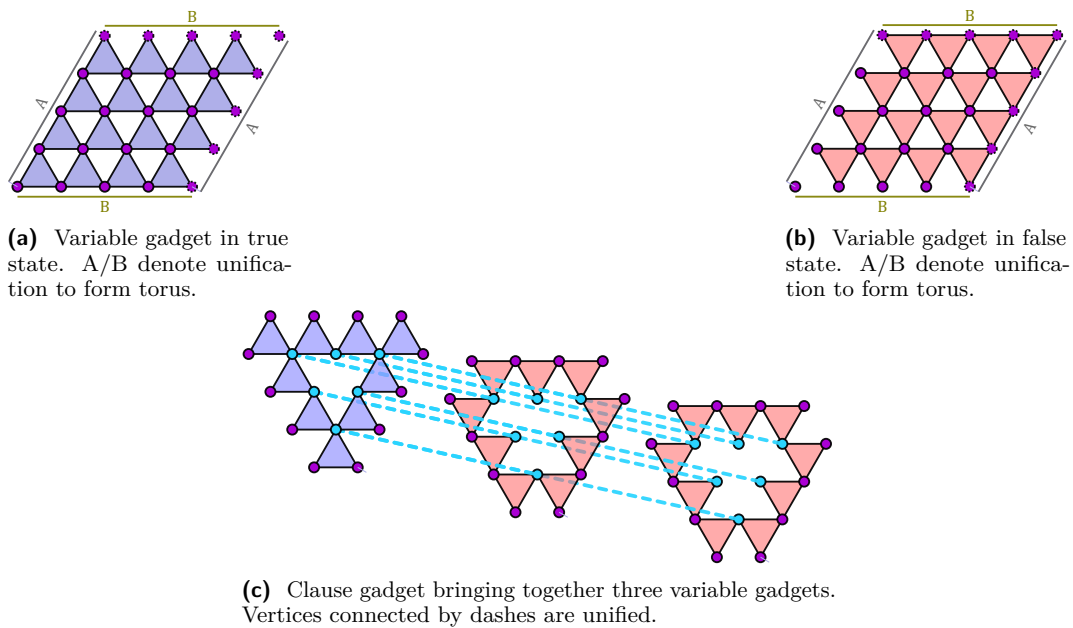 B
B
A
A
A
A
B
B
(a) Variable gadget in true
state. A/B denote unifica-
tion to form torus.
(b) Variable gadget in false
state. A/B denote unifica-
tion to form torus.
(c) Clause gadget bringing together three variable gadgets.
Vertices connected by dashes are unified.